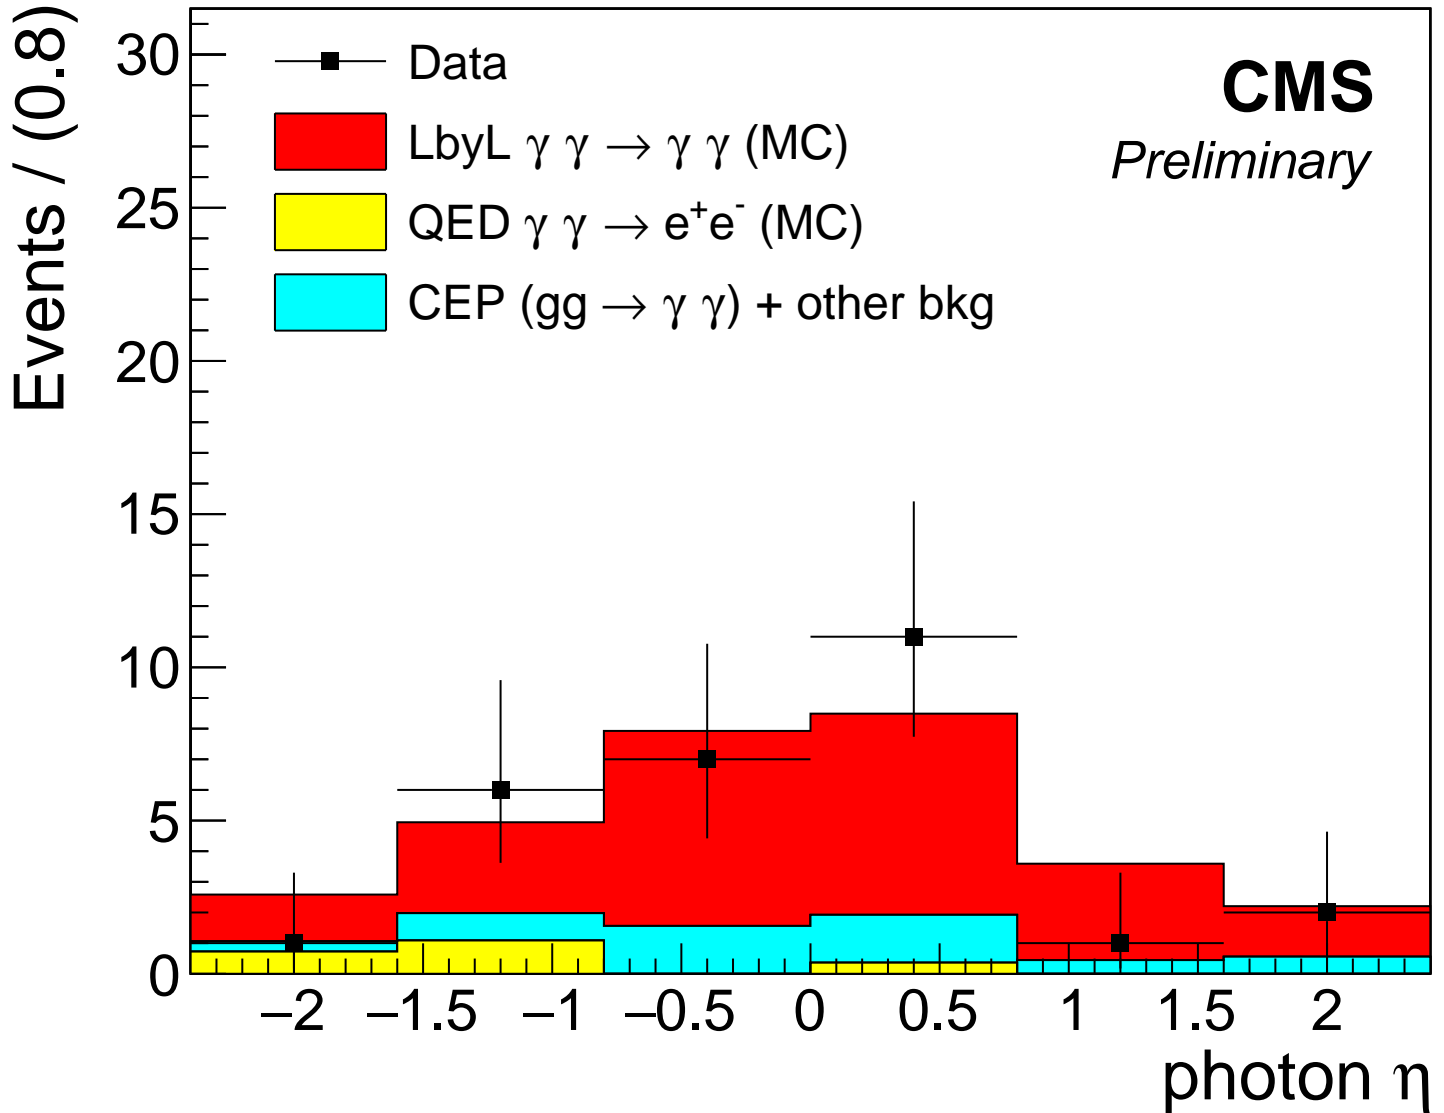 Events / (0.8)
30
25
20
15
10
5
0
Data
LbyL γ γ → γ γ (MC)
QED γ γ → e⁺e⁻ (MC)
CEP (gg → γ γ) + other bkg
CMS
Preliminary
−2 −1.5 −1 −0.5 0 0.5 1 1.5 2
photon η